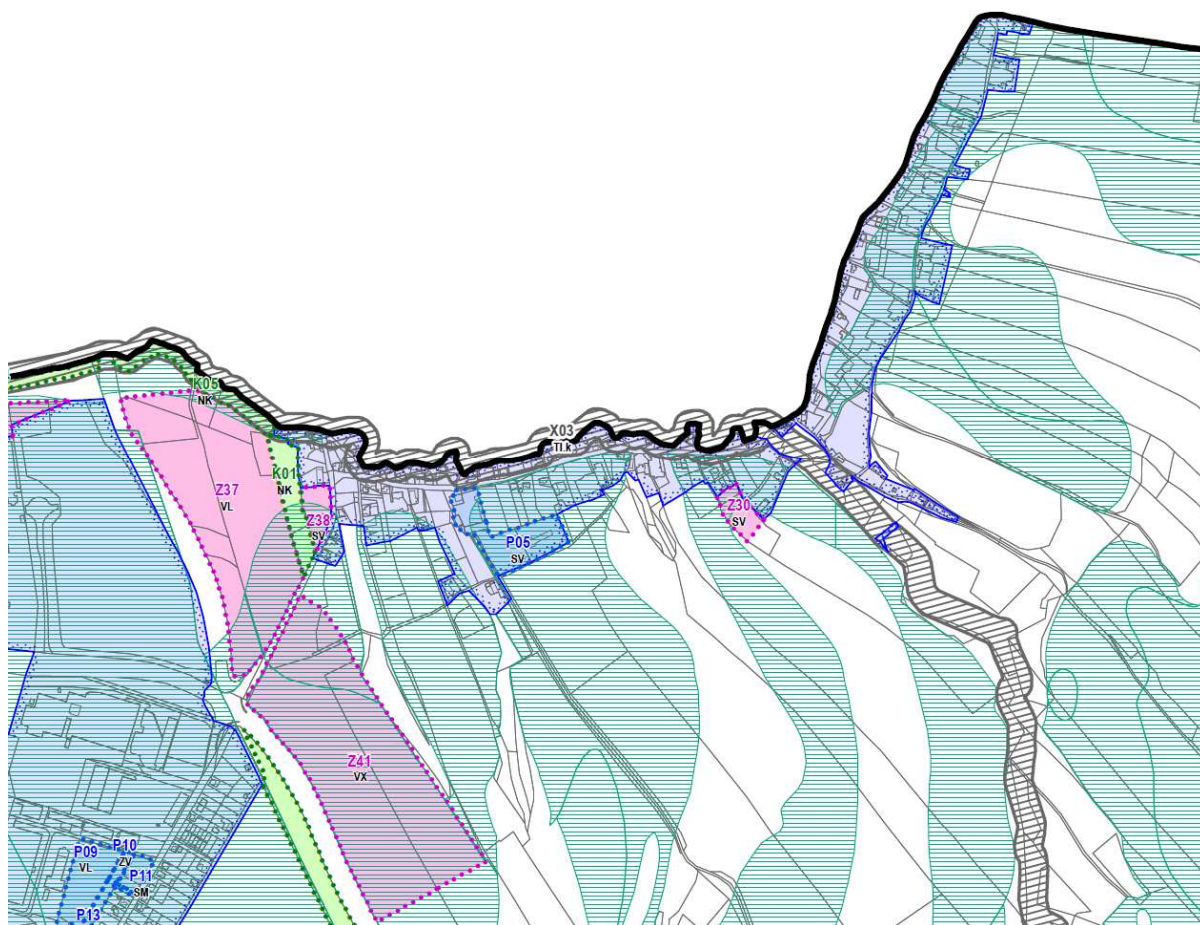 K05
NK
X03
TI.k
K01
NK
Z37
VL
Z38
SV
Z30
SV
P05
SV
Z41
VX
P09
VL
P10
ZV
P11
SM
P13